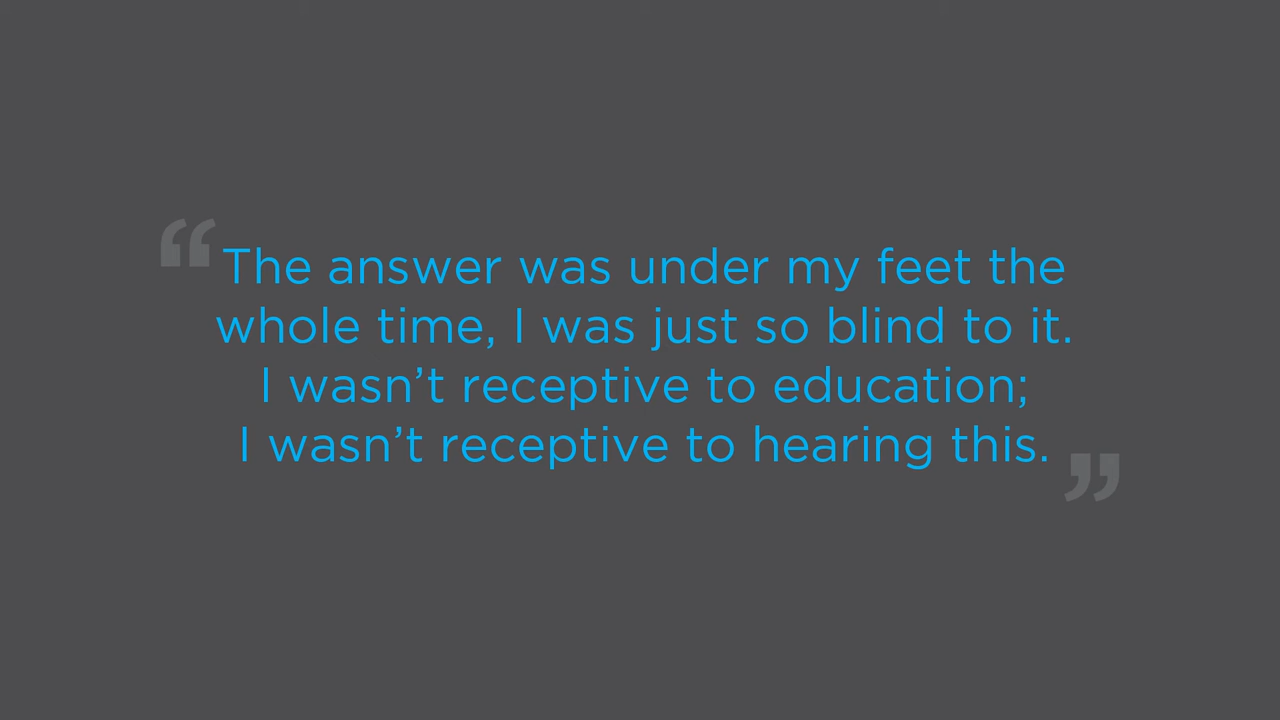 “The answer was under my feet the
whole time, I was just so blind to it.
I wasn’t receptive to education;
I wasn’t receptive to hearing this.”